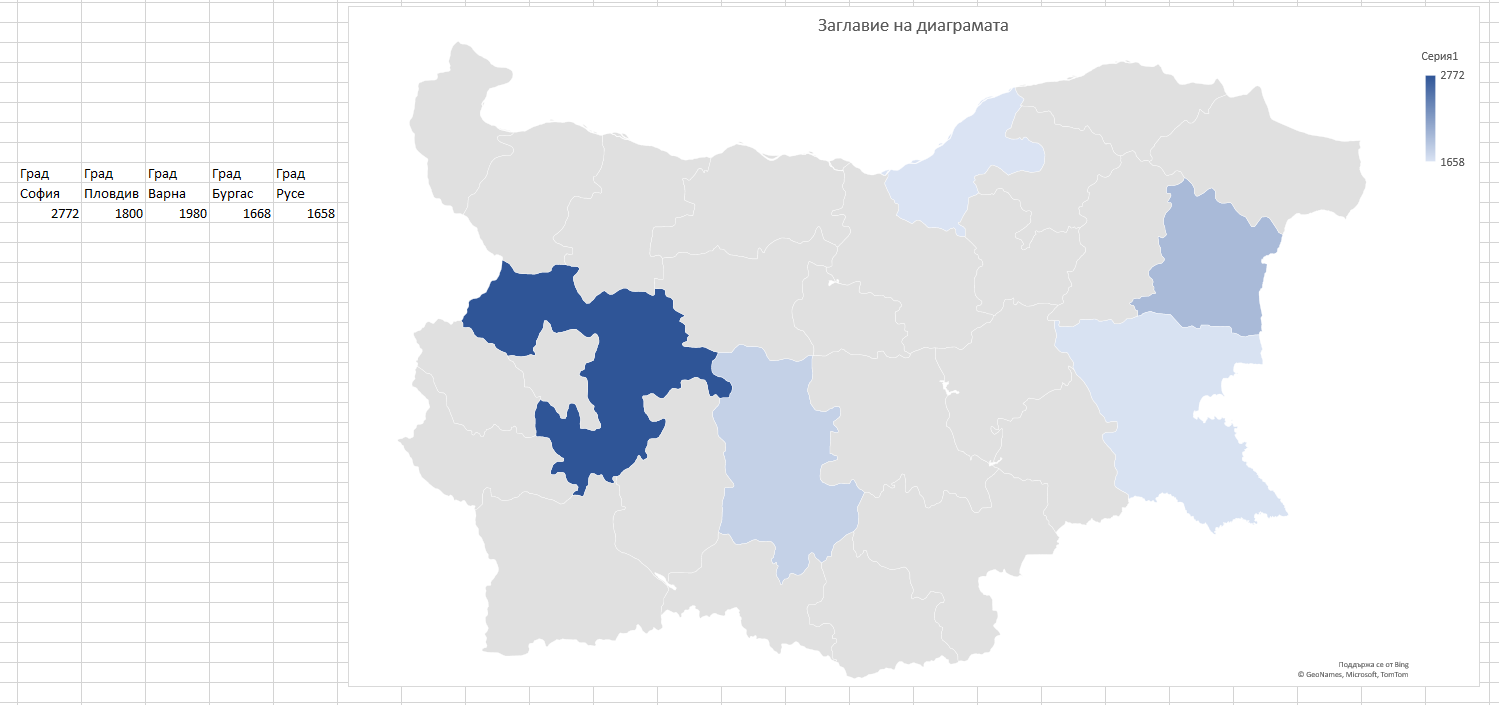 Заглавие на диаграмата
Серия1
2772
1658
Град Град Град Град Град
София Пловдив Варна Бургас Русе
2772 1800 1980 1668 1658
Поддържа се от Bing
© GeoNames, Microsoft, TomTom